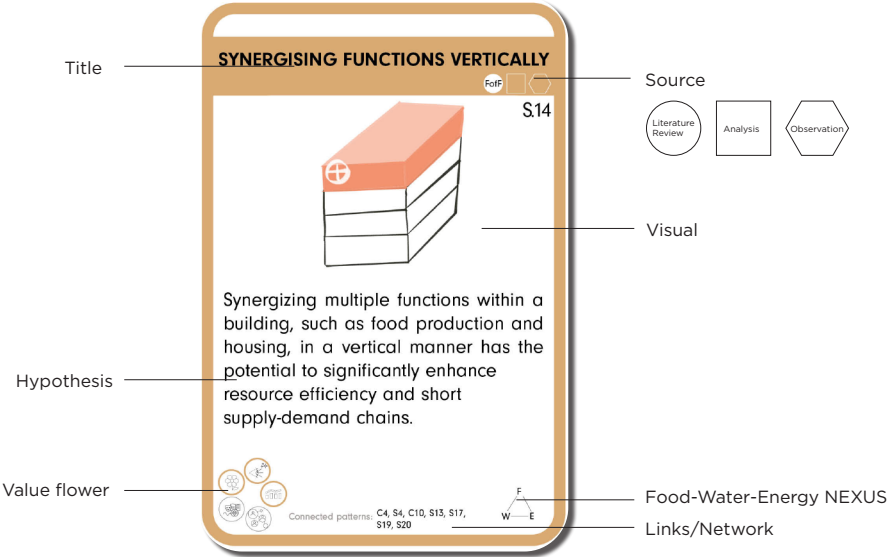 SYNERGISING FUNCTIONS VERTICALLY
Title
FofF
Source
S.14
Literature
Review
Analysis
Observation
Visual
Synergizing multiple functions within a
building, such as food production and
housing, in a vertical manner has the
potential to significantly enhance
Hypothesis
resource efficiency and short
supply-demand chains.
Value flower
F
W
E
Food-Water-Energy NEXUS
Connected patterns: C4, S4, C10, S13, S17,
S19, S20
Links/Network